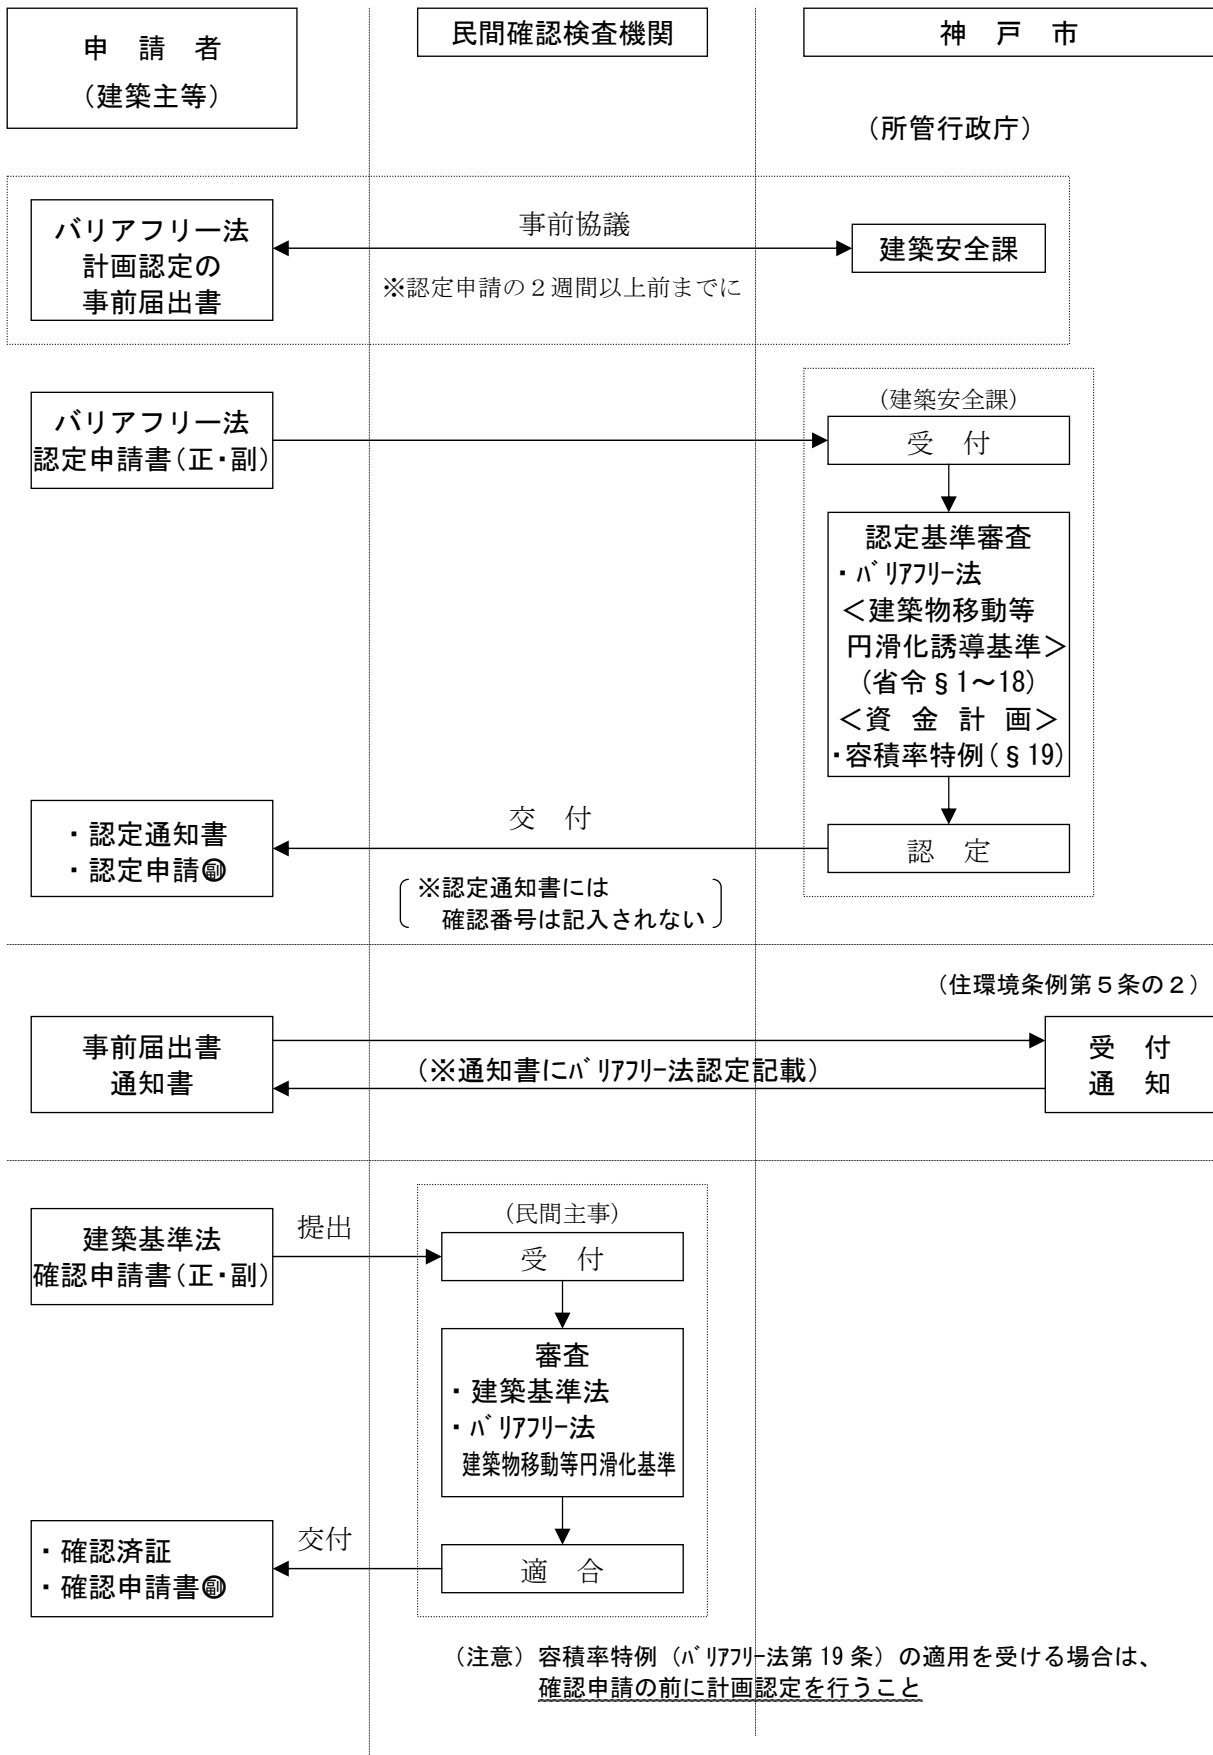 申　請　者
（建築主等）
民間確認検査機関
神　戸　市
（所管行政庁）
バリアフリー法
計画認定の
事前届出書
事前協議
※認定申請の２週間以上前までに
建築安全課
バリアフリー法
認定申請書（正・副）
（建築安全課）
受　付
認定基準審査
・ﾊﾞﾘｱﾌﾘｰ法
＜建築物移動等
円滑化誘導基準＞
（省令§1～18）
＜資　金　計　画＞
・容積率特例（§19）
・認定通知書
・認定申請㊢
交　付
認　定
※認定通知書には
確認番号は記入されない
（住環境条例第５条の２）
事前届出書
通知書
（※通知書にﾊﾞﾘｱﾌﾘｰ法認定記載）
受　付
通　知
建築基準法
確認申請書（正・副）
提出
（民間主事）
受　付
審査
・建築基準法
・ﾊﾞﾘｱﾌﾘｰ法
建築物移動等円滑化基準
・確認済証
・確認申請書㊢
交付
適　合
（注意）容積率特例（ﾊﾞﾘｱﾌﾘｰ法第 19 条）の適用を受ける場合は、
確認申請の前に計画認定を行うこと